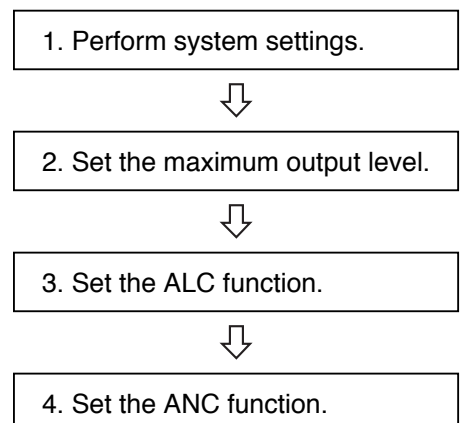 1. Perform system settings.
2. Set the maximum output level.
3. Set the ALC function.
4. Set the ANC function.